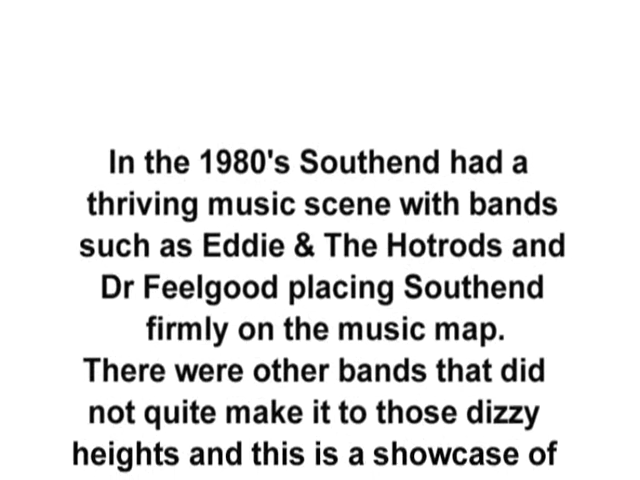 In the 1980's Southend had a
thriving music scene with bands
such as Eddie & The Hotrods and
Dr Feelgood placing Southend
firmly on the music map.
There were other bands that did
not quite make it to those dizzy
heights and this is a showcase of